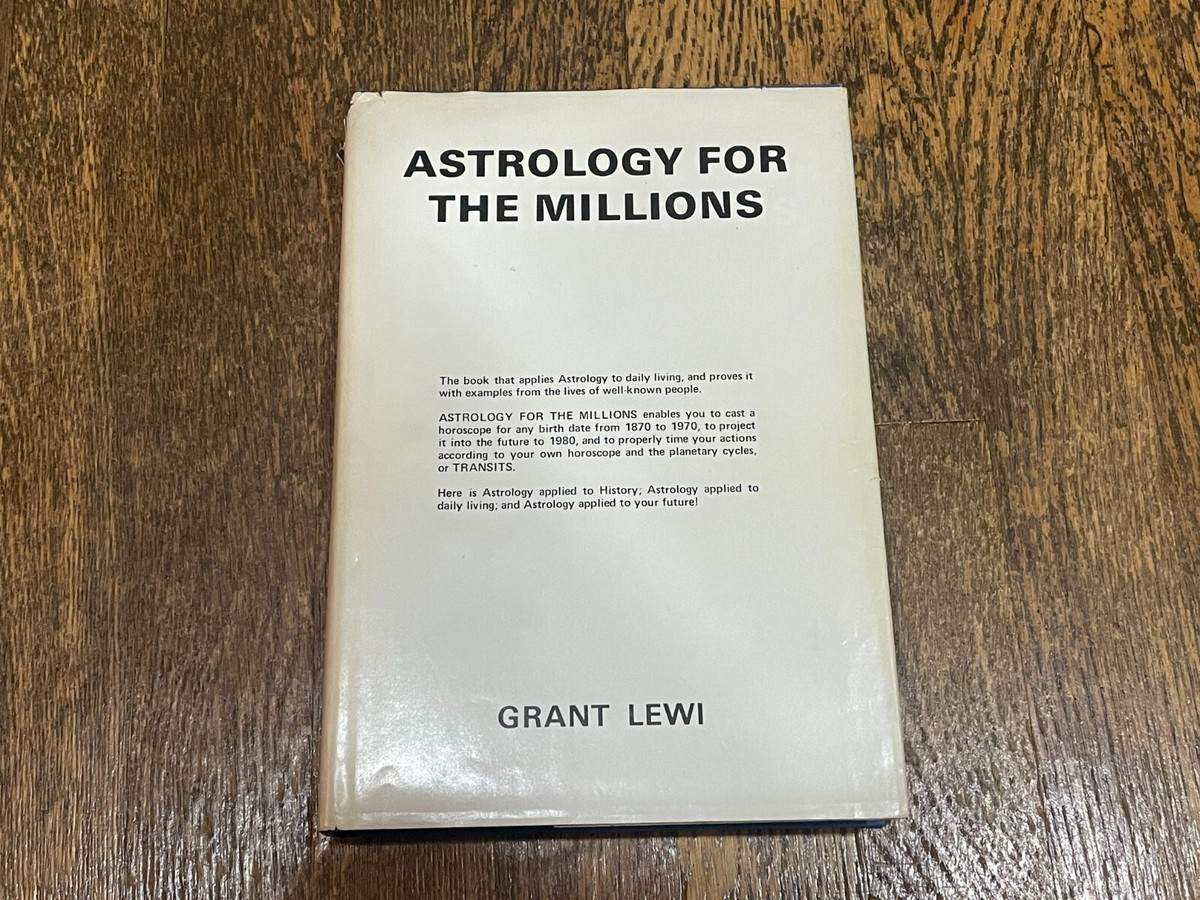 ASTROLOGY FOR
THE MILLIONS
The book that applies Astrology to daily living, and proves it
with examples from the lives of well-known people.
ASTROLOGY FOR THE MILLIONS enables you to cast a
horoscope for any birth date from 1870 to 1970, to project
it into the future to 1980, and to properly time your actions
according to your own horoscope and the planetary cycles,
or TRANSITS.
Here is Astrology applied to History; Astrology applied to
daily living; and Astrology applied to your future!
GRANT LEWI